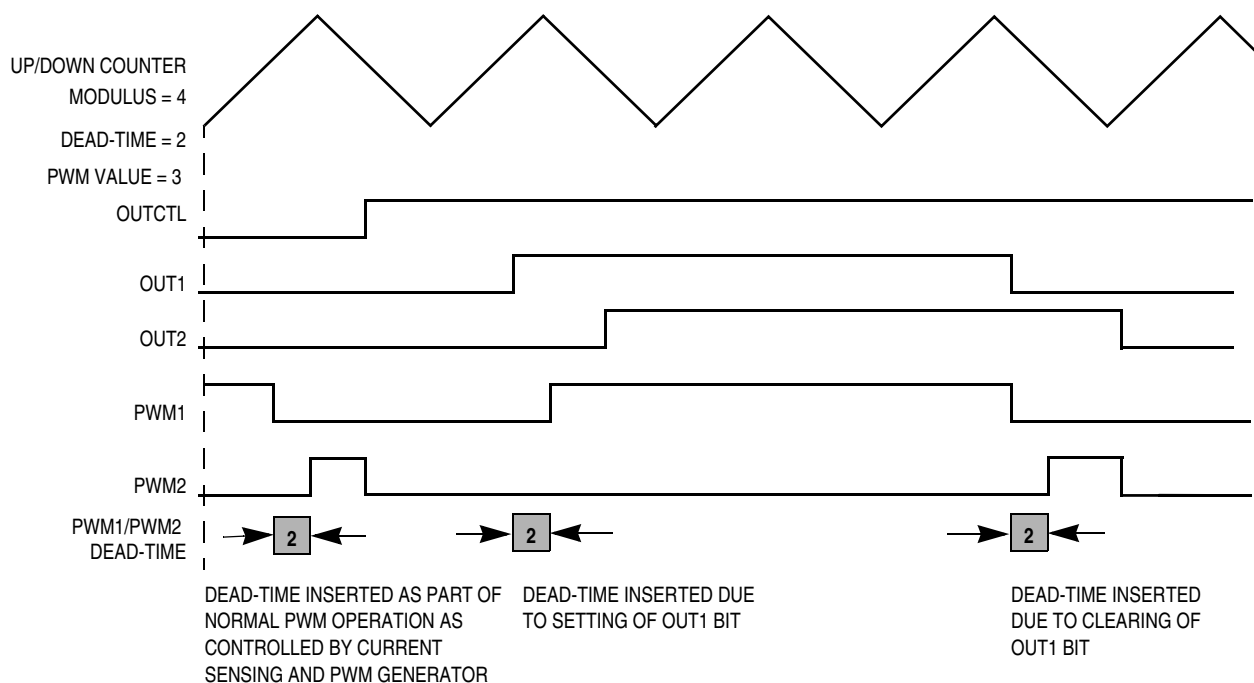 UP/DOWN COUNTER
MODULUS = 4
DEAD-TIME = 2
PWM VALUE = 3
OUTCTL
OUT1
OUT2
PWM1
PWM2
PWM1/PWM2
DEAD-TIME
2
2
2
DEAD-TIME INSERTED AS PART OF
NORMAL PWM OPERATION AS
CONTROLLED BY CURRENT
SENSING AND PWM GENERATOR
DEAD-TIME INSERTED DUE
TO SETTING OF OUT1 BIT
DEAD-TIME INSERTED
DUE TO CLEARING OF
OUT1 BIT